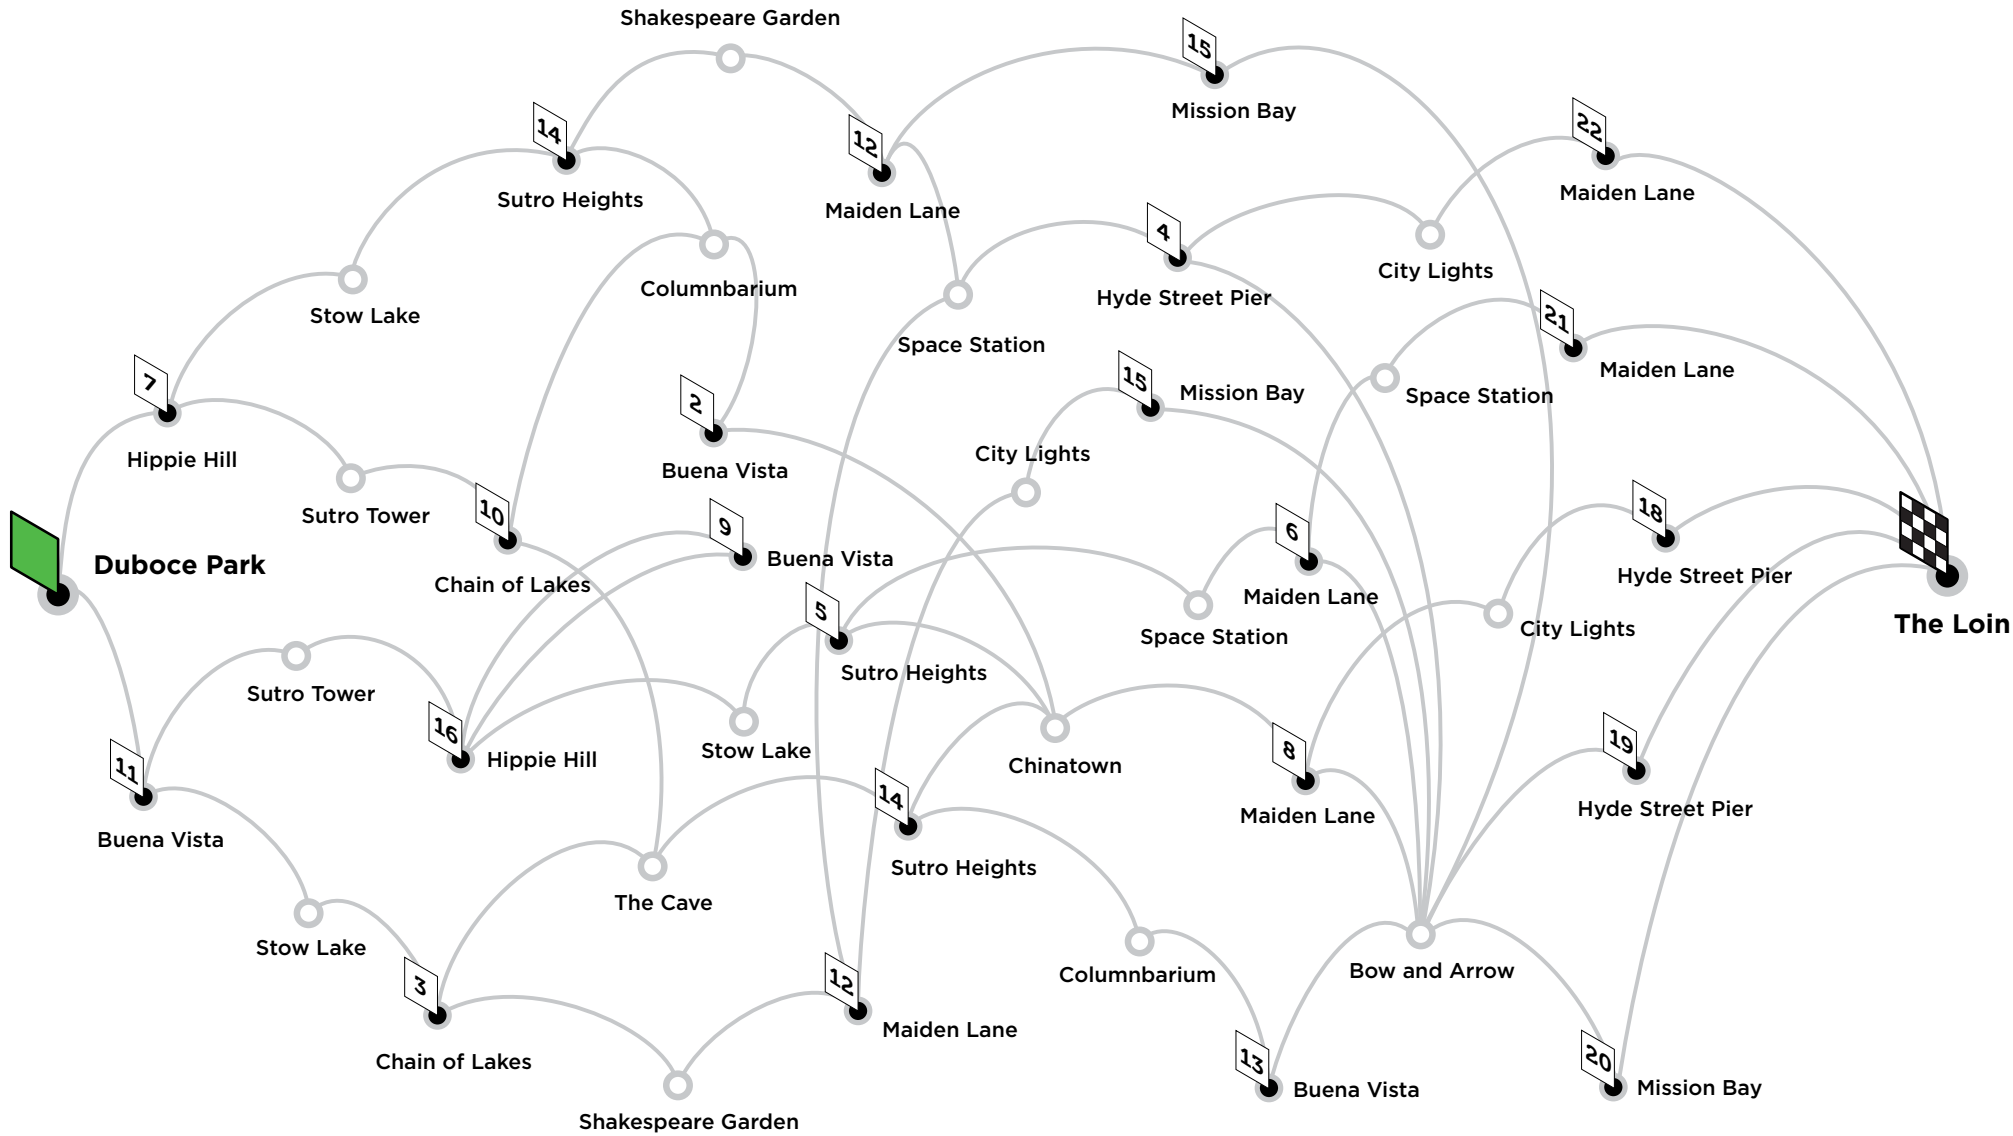 Shakespeare Garden
15
Mission Bay
14
Sutro Heights
12
Maiden Lane
22
Maiden Lane
4
Hyde Street Pier
City Lights
Columnbarium
Stow Lake
Space Station
21
Maiden Lane
7
Hippie Hill
2
Buena Vista
15
Mission Bay
Space Station
City Lights
Sutro Tower
10
Chain of Lakes
9
Buena Vista
6
Maiden Lane
18
Hyde Street Pier
Duboce Park
5
Sutro Heights
Space Station
City Lights
The Loin
Sutro Tower
16
Hippie Hill
Stow Lake
Chinatown
8
Maiden Lane
19
Hyde Street Pier
11
Buena Vista
14
Sutro Heights
The Cave
Stow Lake
3
Chain of Lakes
12
Maiden Lane
Columnbarium
Bow and Arrow
13
Buena Vista
20
Mission Bay
Shakespeare Garden